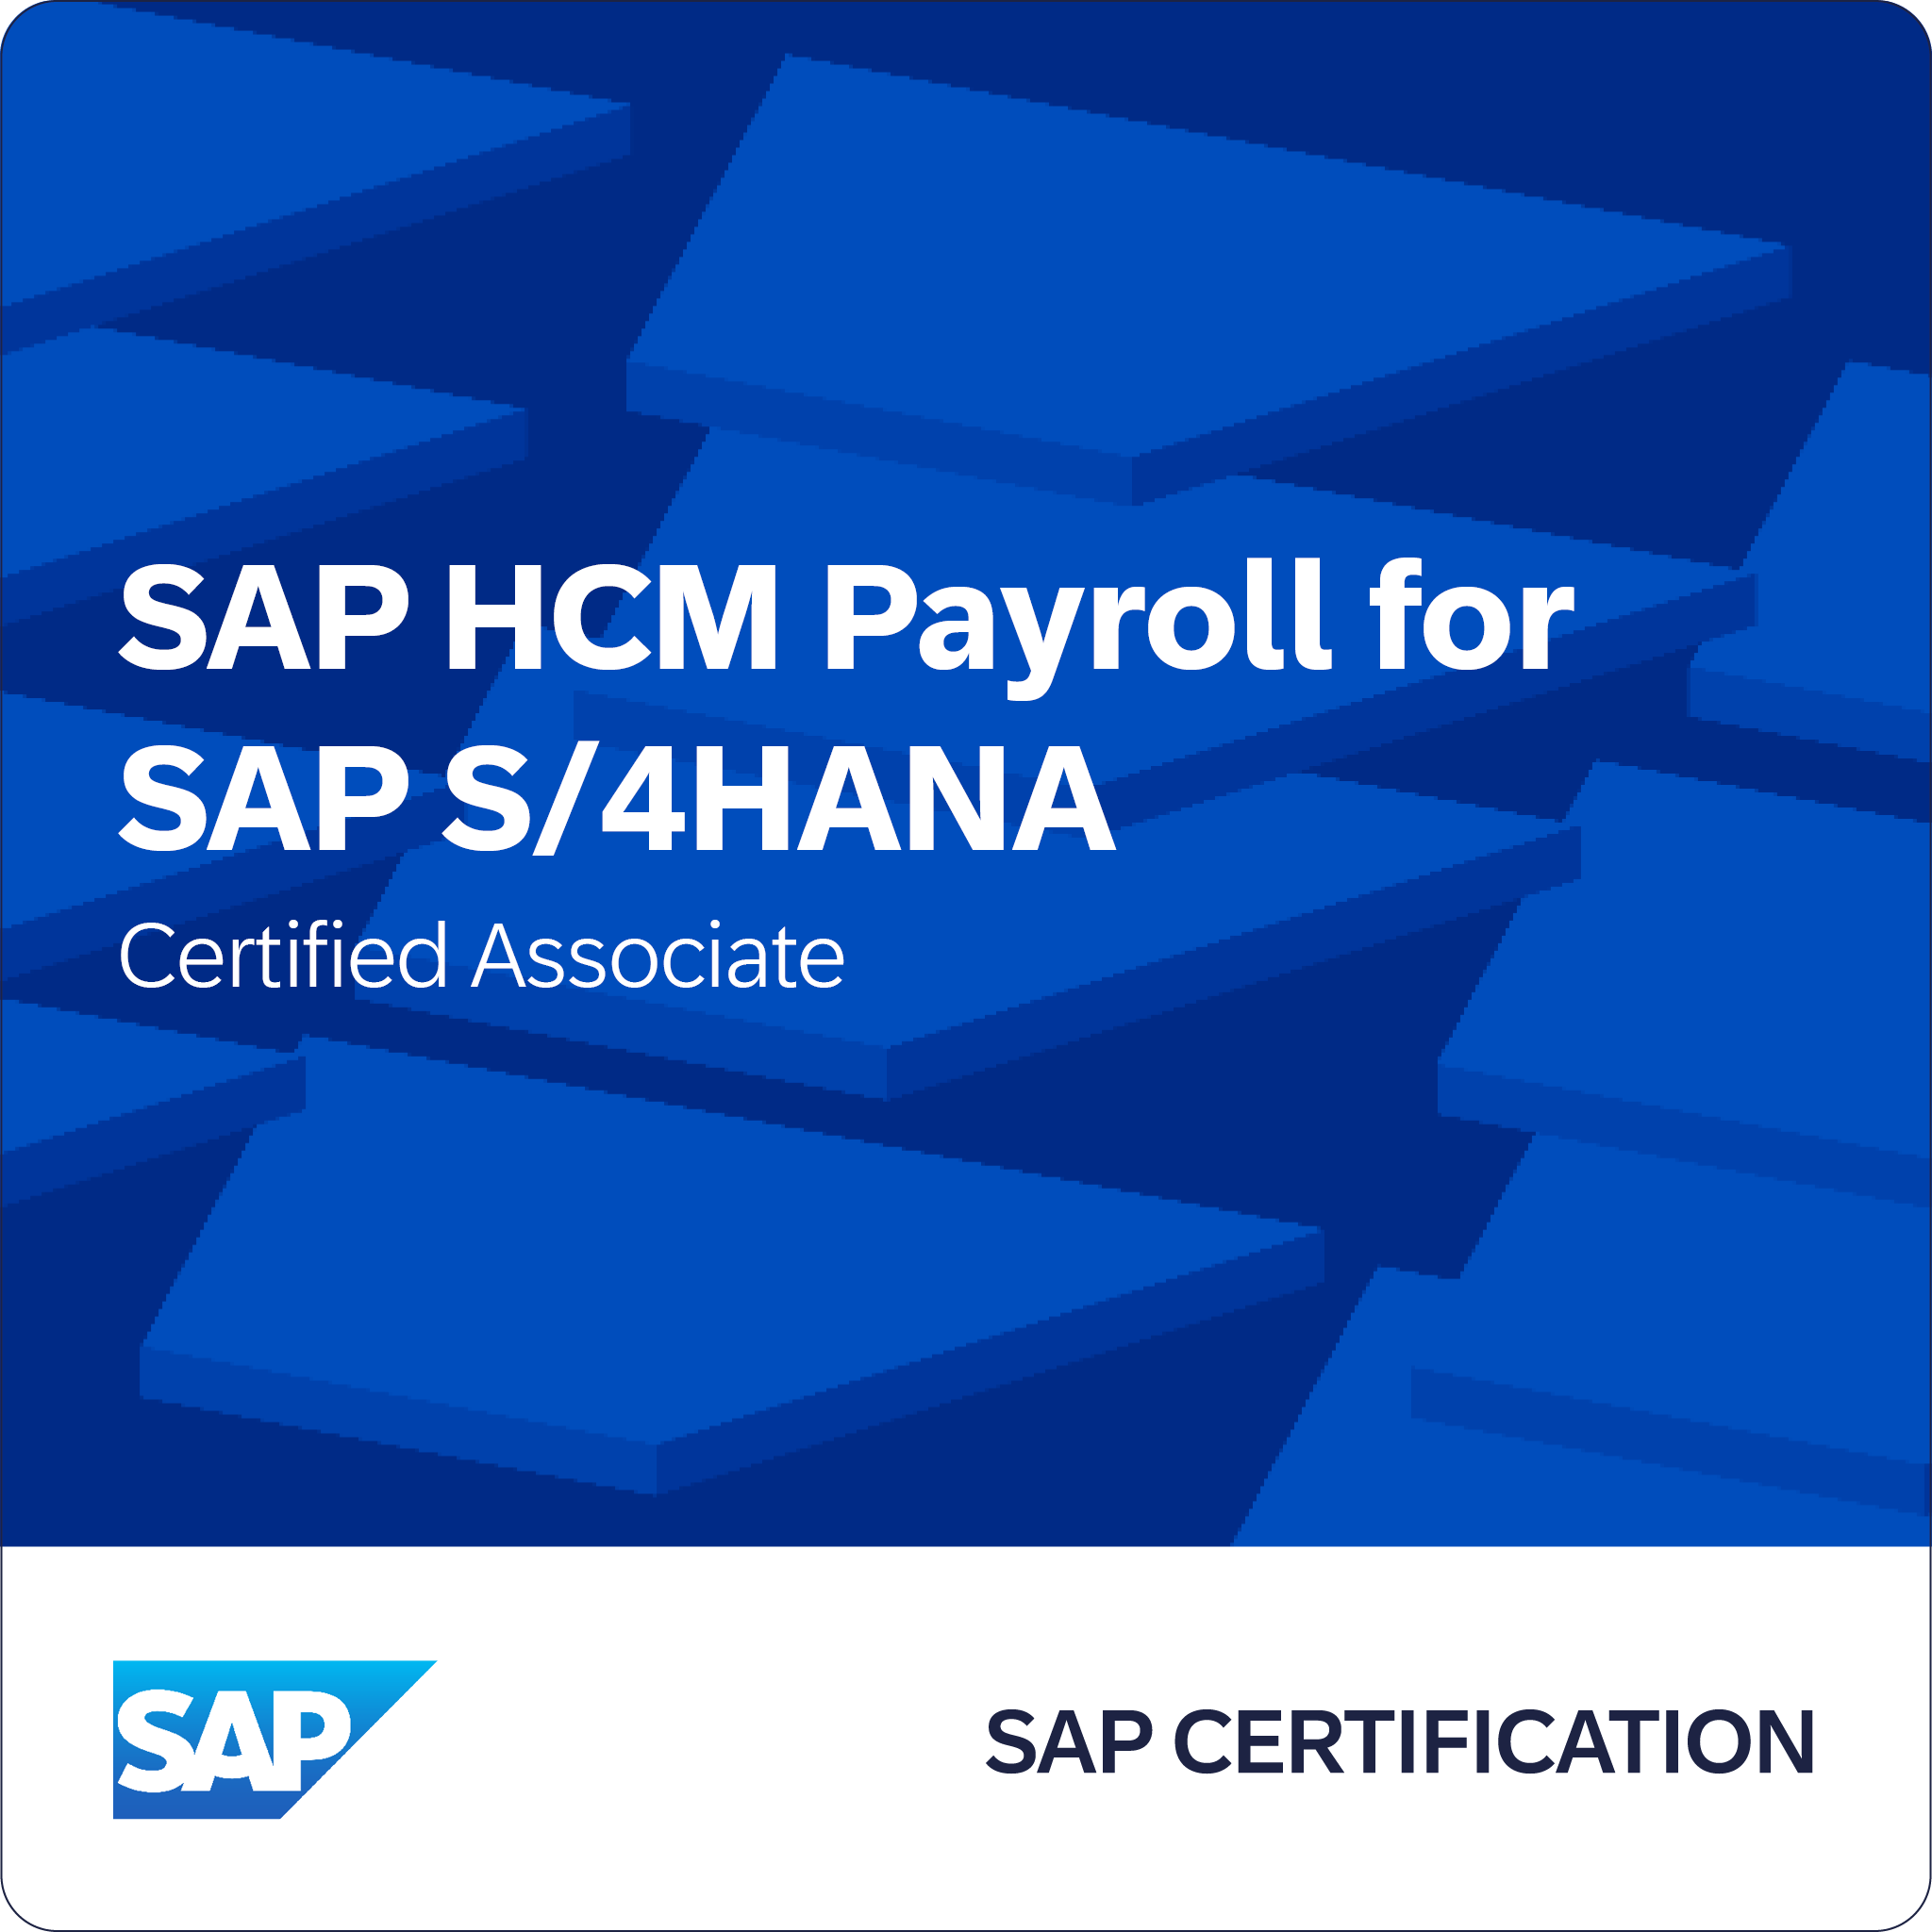 SAP HCM Payroll for
SAP S/4HANA
Certified Associate
SAP
SAP CERTIFICATION